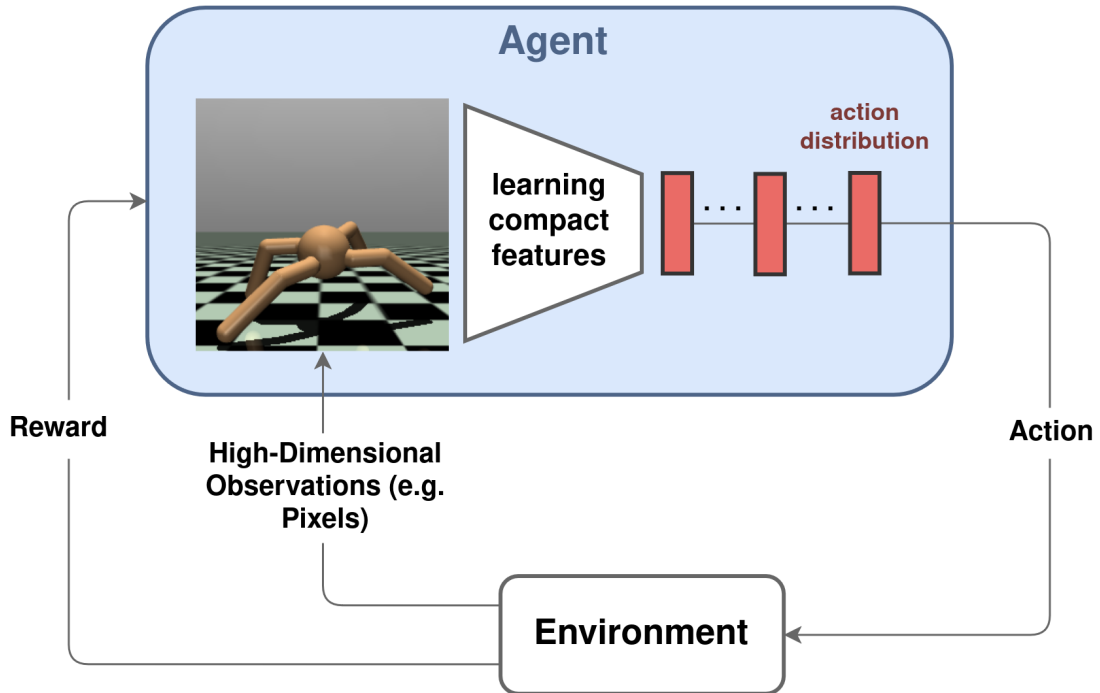 Agent
action
distribution
learning
compact
features
. . .
. . .
Reward
High-Dimensional
Observations (e.g.
Pixels)
Action
Environment